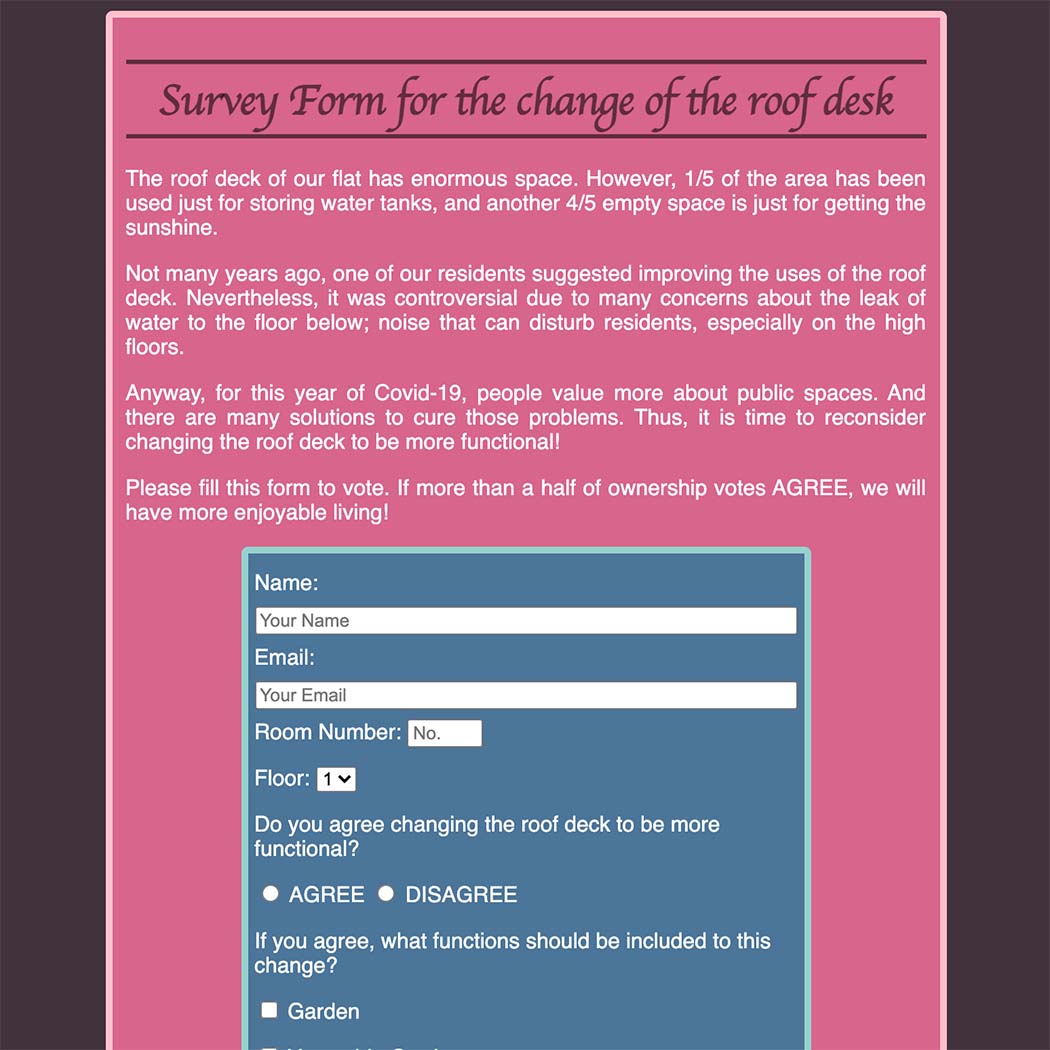 Survey Form for the change of the roof desk
The roof deck of our flat has enormous space. However, 1/5 of the area has been
used just for storing water tanks, and another 4/5 empty space is just for getting the
sunshine.
Not many years ago, one of our residents suggested improving the uses of the roof
deck. Nevertheless, it was controversial due to many concerns about the leak of
water to the floor below; noise that can disturb residents, especially on the high
floors.
Anyway, for this year of Covid-19, people value more about public spaces. And
there are many solutions to cure those problems. Thus, it is time to reconsider
changing the roof deck to be more functional!
Please fill this form to vote. If more than a half of ownership votes AGREE, we will
have more enjoyable living!
Name:
Your Name
Email:
Your Email
Room Number: No.
Floor: 1
Do you agree changing the roof deck to be more
functional?
AGREE DISAGREE
If you agree, what functions should be included to this
change?
Garden